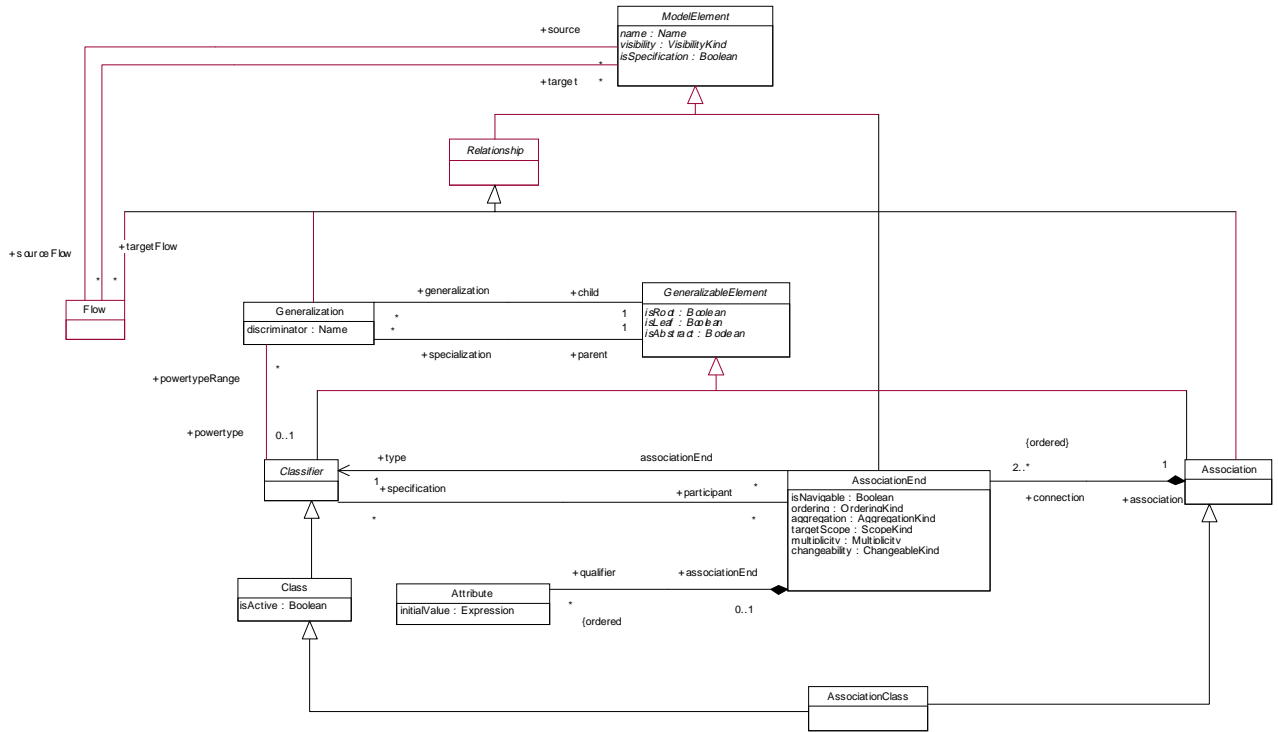 ModelElement
+source
name : Name
visibility : VisibilityKind
isSpecification : Boolean
*
+target
*
Relationship
+sourceFlow
+targetFlow
*
*
Flow
+generalization
+child
GeneralizableElement
Generalization
isRoot : Boolean
discriminator : Name
*
1
isLeaf : Boolean
*
1
isAbstract : Boolean
+specialization
+parent
*
+powertypeRange
+powertype
0..1
{ordered}
+type
associationEnd
Classifier
2..*
1
Association
1
+specification
*
+participant
AssociationEnd
+connection
+association
isNavigable : Boolean
ordering : OrderingKind
*
*
aggregation : AggregationKind
targetScope : ScopeKind
multiplicity : Multiplicity
changeability : ChangeableKind
+qualifier
+associationEnd
Class
isActive : Boolean
Attribute
initialValue : Expression
*
0..1
{ordered
AssociationClass